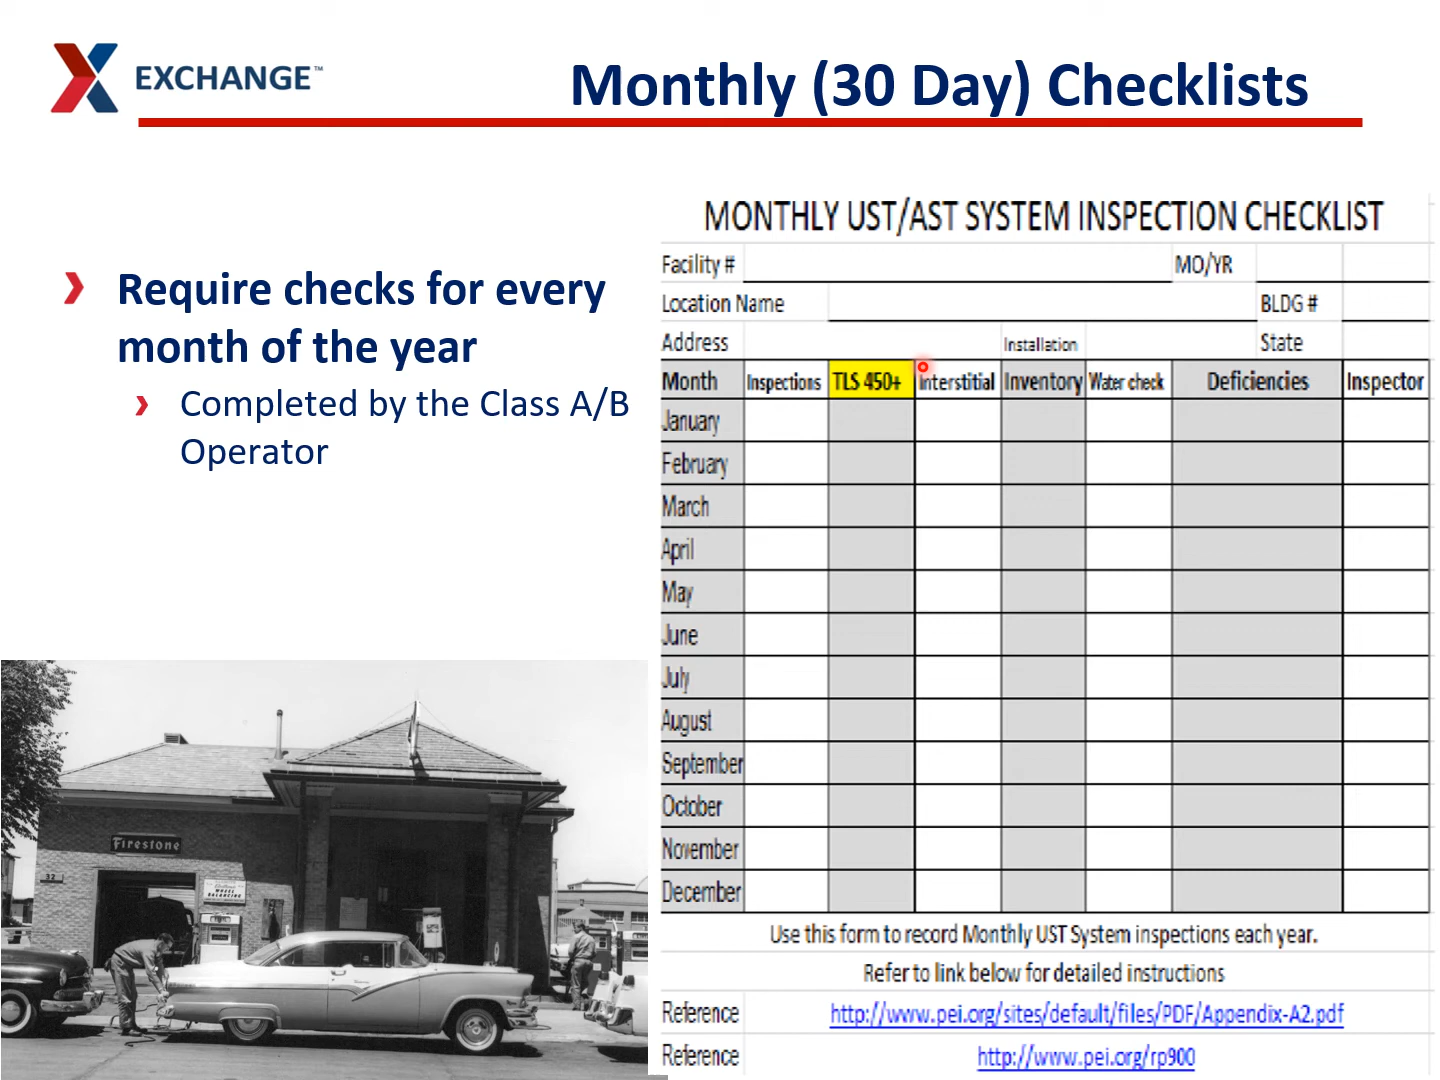 EXCHANGE™
Monthly (30 Day) Checklists
Require checks for every
month of the year
Completed by the Class A/B
Operator
MONTHLY UST/AST SYSTEM INSPECTION CHECKLIST
Facility # MO/YR
Location Name BLDG #
Address Installation State
Month Inspections TLS 450+ Interstitial Inventory Water check Deficiencies Inspector
January
February
March
April
May
June
July
August
September
October
November
December
Use this form to record Monthly UST System inspections each year.
Refer to link below for detailed instructions
Reference http://www.pei.org/sites/default/files/PDF/Appendix-A2.pdf
Reference http://www.pei.org/rp900
Firestone
32
WHEEL
BALANCING